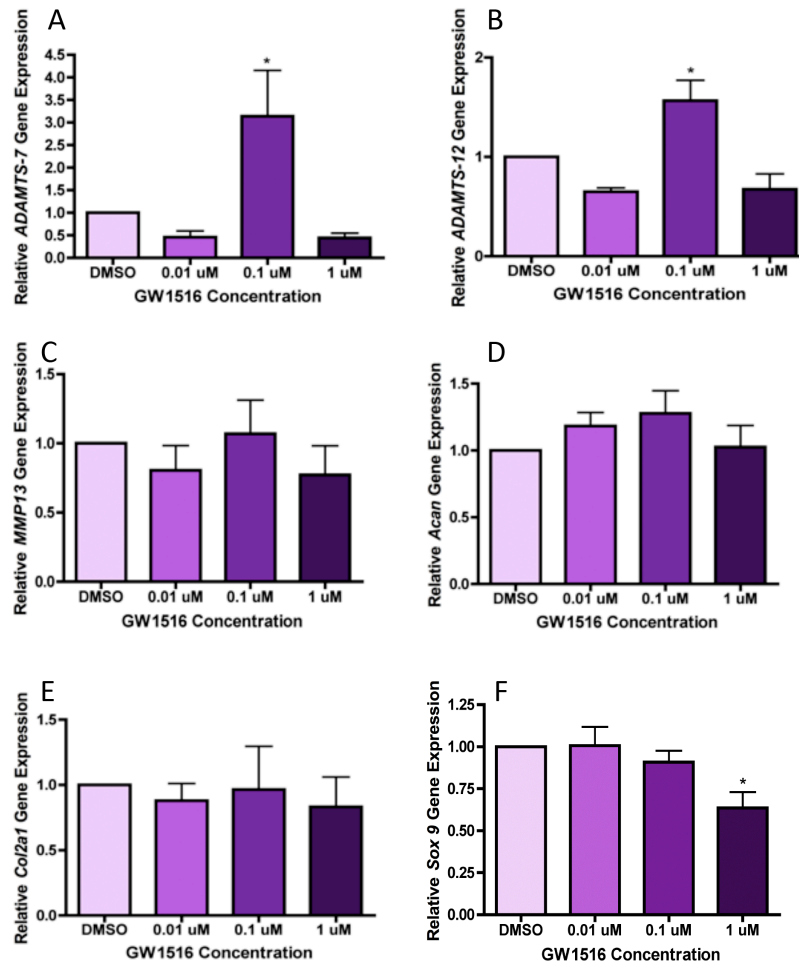 A
Relative ADAMTS-7 Gene Expression
4.5
4.0
3.5
3.0
2.5
2.0
1.5
1.0
0.5
0.0
*
DMSO 0.01 uM 0.1 uM 1 uM
GW1516 Concentration
B
Relative ADAMTS-12 Gene Expression
2
1
0
*
DMSO 0.01 uM 0.1 uM 1 uM
GW1516 Concentration
C
Relative MMP13 Gene Expression
1.5
1.0
0.5
0.0
DMSO 0.01 uM 0.1 uM 1 uM
GW1516 Concentration
D
Relative Acan Gene Expression
1.5
1.0
0.5
0.0
DMSO 0.01 uM 0.1 uM 1 uM
GW1516 Concentration
E
Relative Col2a1 Gene Expression
1.5
1.0
0.5
0.0
DMSO 0.01 uM 0.1 uM 1 uM
GW1516 Concentration
F
Relative Sox 9 Gene Expression
1.25
1.00
0.75
0.50
0.25
0.00
*
DMSO 0.01 uM 0.1 uM 1 uM
GW1516 Concentration